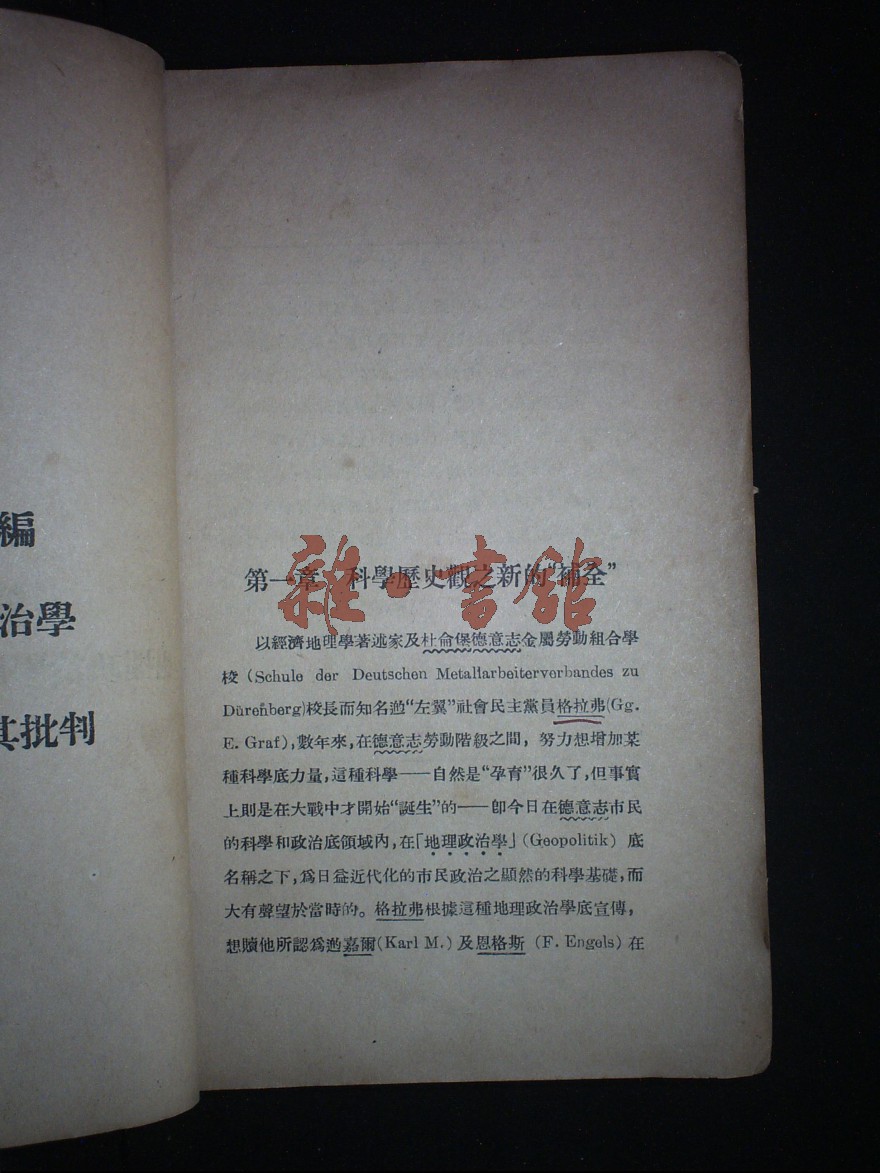 編
治學
其批判
第一章 科學歷史觀之新的“補全”
雜·書館
以經濟地理學著述家及杜侖堡德意志金屬勞動組合學
校(Schule der Deutschen Metallarbeiterverbandes zu
Dürenberg)校長而知名的“左翼”社會民主黨員格拉弗(Gg.
E. Graf),數年來,在德意志勞動階級之間,努力想增加某
種科學底力量,這種科學——自然是“孕育”很久了,但事實
上則是在大戰中才開始“誕生”的——卽今日在德意志市民
的科學和政治底領域內,在「地理政治學」(Geopolitik) 底
名稱之下,爲日益近代化的市民政治之顯然的科學基礎,而
大有聲望於當時的。格拉弗根據這種地理政治學底宣傳,
想贖他所認爲嘉爾(Karl M.)及恩格斯 (F. Engels) 在